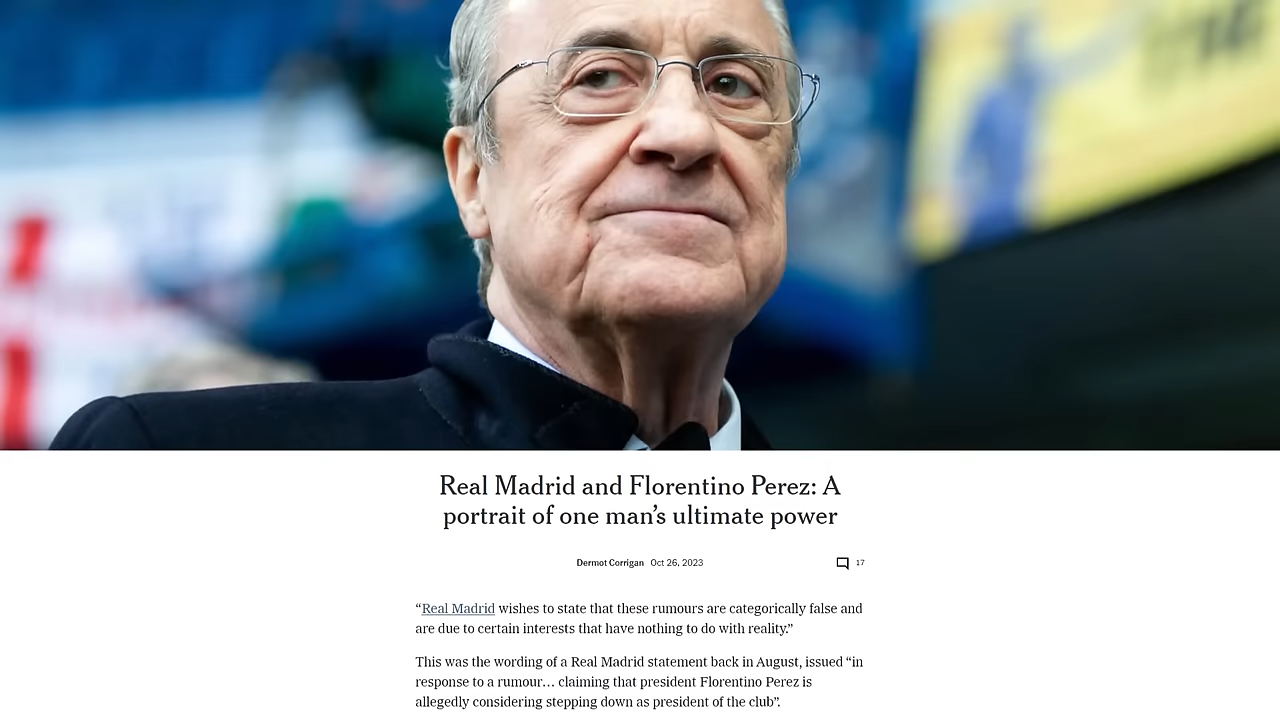 Real Madrid and Florentino Perez: A
portrait of one man’s ultimate power
Dermot Corrigan Oct 26, 2023 17
“Real Madrid wishes to state that these rumours are categorically false and
are due to certain interests that have nothing to do with reality.”
This was the wording of a Real Madrid statement back in August, issued “in
response to a rumour… claiming that president Florentino Perez is
allegedly considering stepping down as president of the club”.